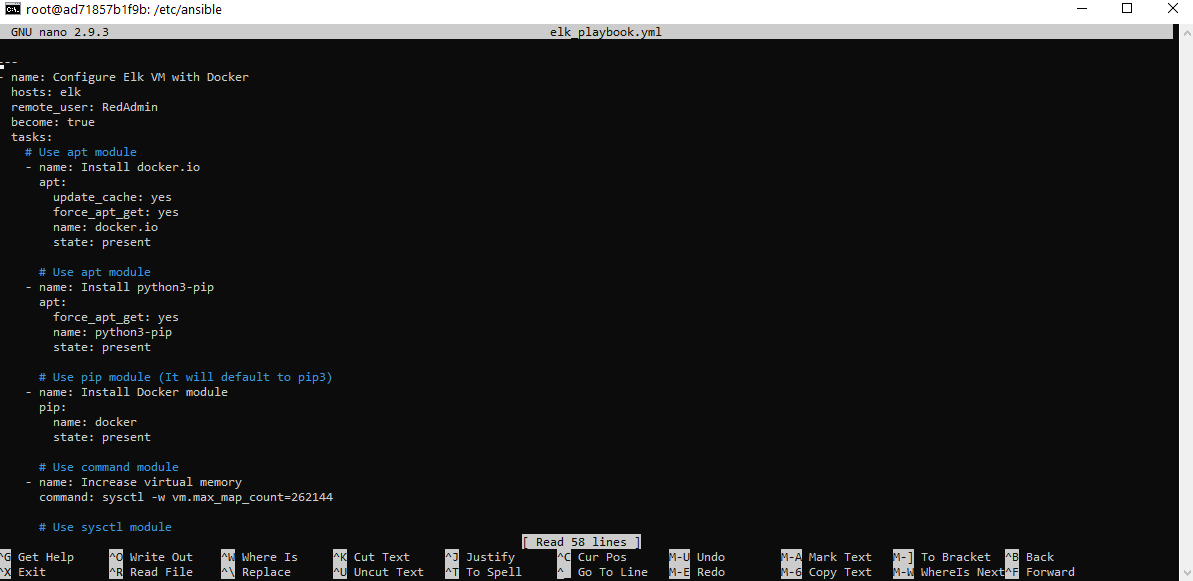 root@ad71857b1f9b: /etc/ansible
GNU nano 2.9.3 elk_playbook.yml
---
- name: Configure Elk VM with Docker
  hosts: elk
  remote_user: RedAdmin
  become: true
  tasks:
    # Use apt module
    - name: Install docker.io
      apt:
        update_cache: yes
        force_apt_get: yes
        name: docker.io
        state: present
      # Use apt module
    - name: Install python3-pip
      apt:
        force_apt_get: yes
        name: python3-pip
        state: present
      # Use pip module (It will default to pip3)
    - name: Install Docker module
      pip:
        name: docker
        state: present
      # Use command module
    - name: Increase virtual memory
      command: sysctl -w vm.max_map_count=262144
      # Use sysctl module
[ Read 58 lines ]
^G Get Help ^O Write Out ^W Where Is ^K Cut Text ^J Justify ^C Cur Pos M-U Undo M-A Mark Text M-] To Bracket ^B Back
^X Exit ^R Read File ^\ Replace ^U Uncut Text ^T To Spell ^_ Go To Line M-E Redo M-6 Copy Text M-W WhereIs Next ^F Forward